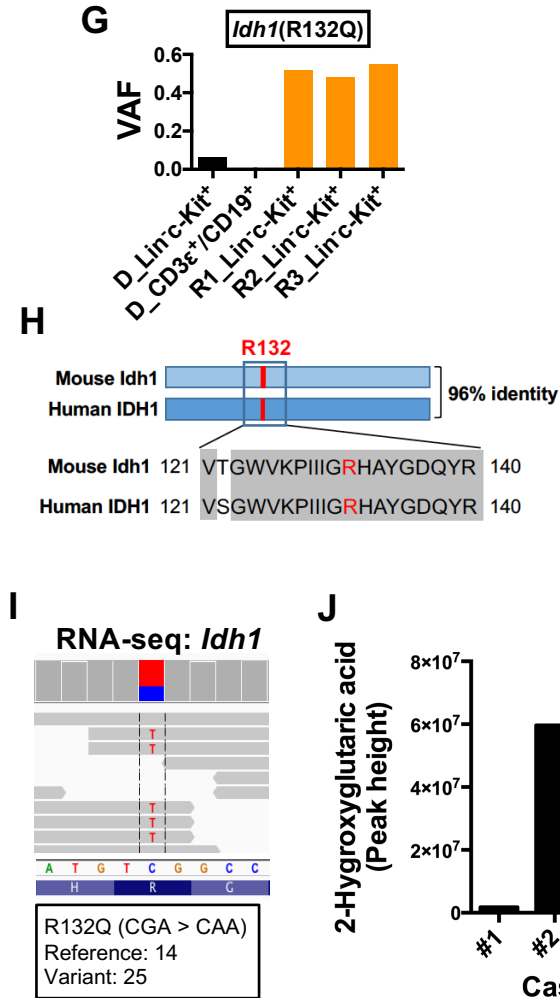 G
Idh1(R132Q)
VAF
0.6
0.4
0.2
0.0
D_Lin⁻c-Kit⁺
D_CD3ε⁺/CD19⁺
R1_Lin⁻c-Kit⁺
R2_Lin⁻c-Kit⁺
R3_Lin⁻c-Kit⁺
H
R132
Mouse Idh1
Human IDH1
96% identity
Mouse Idh1 121 VTGWVKPIIIGRHAYGDQYR 140
Human IDH1 121 VSGWVKPIIIGRHAYGDQYR 140
I
RNA-seq: Idh1
T
T
T
T
T
A T G T C G G C C
H R G
R132Q (CGA > CAA)
Reference: 14
Variant: 25
J
2-Hygroxyglutaric acid
(Peak height)
8×10⁷
6×10⁷
4×10⁷
2×10⁷
0
#1
#2
Cas